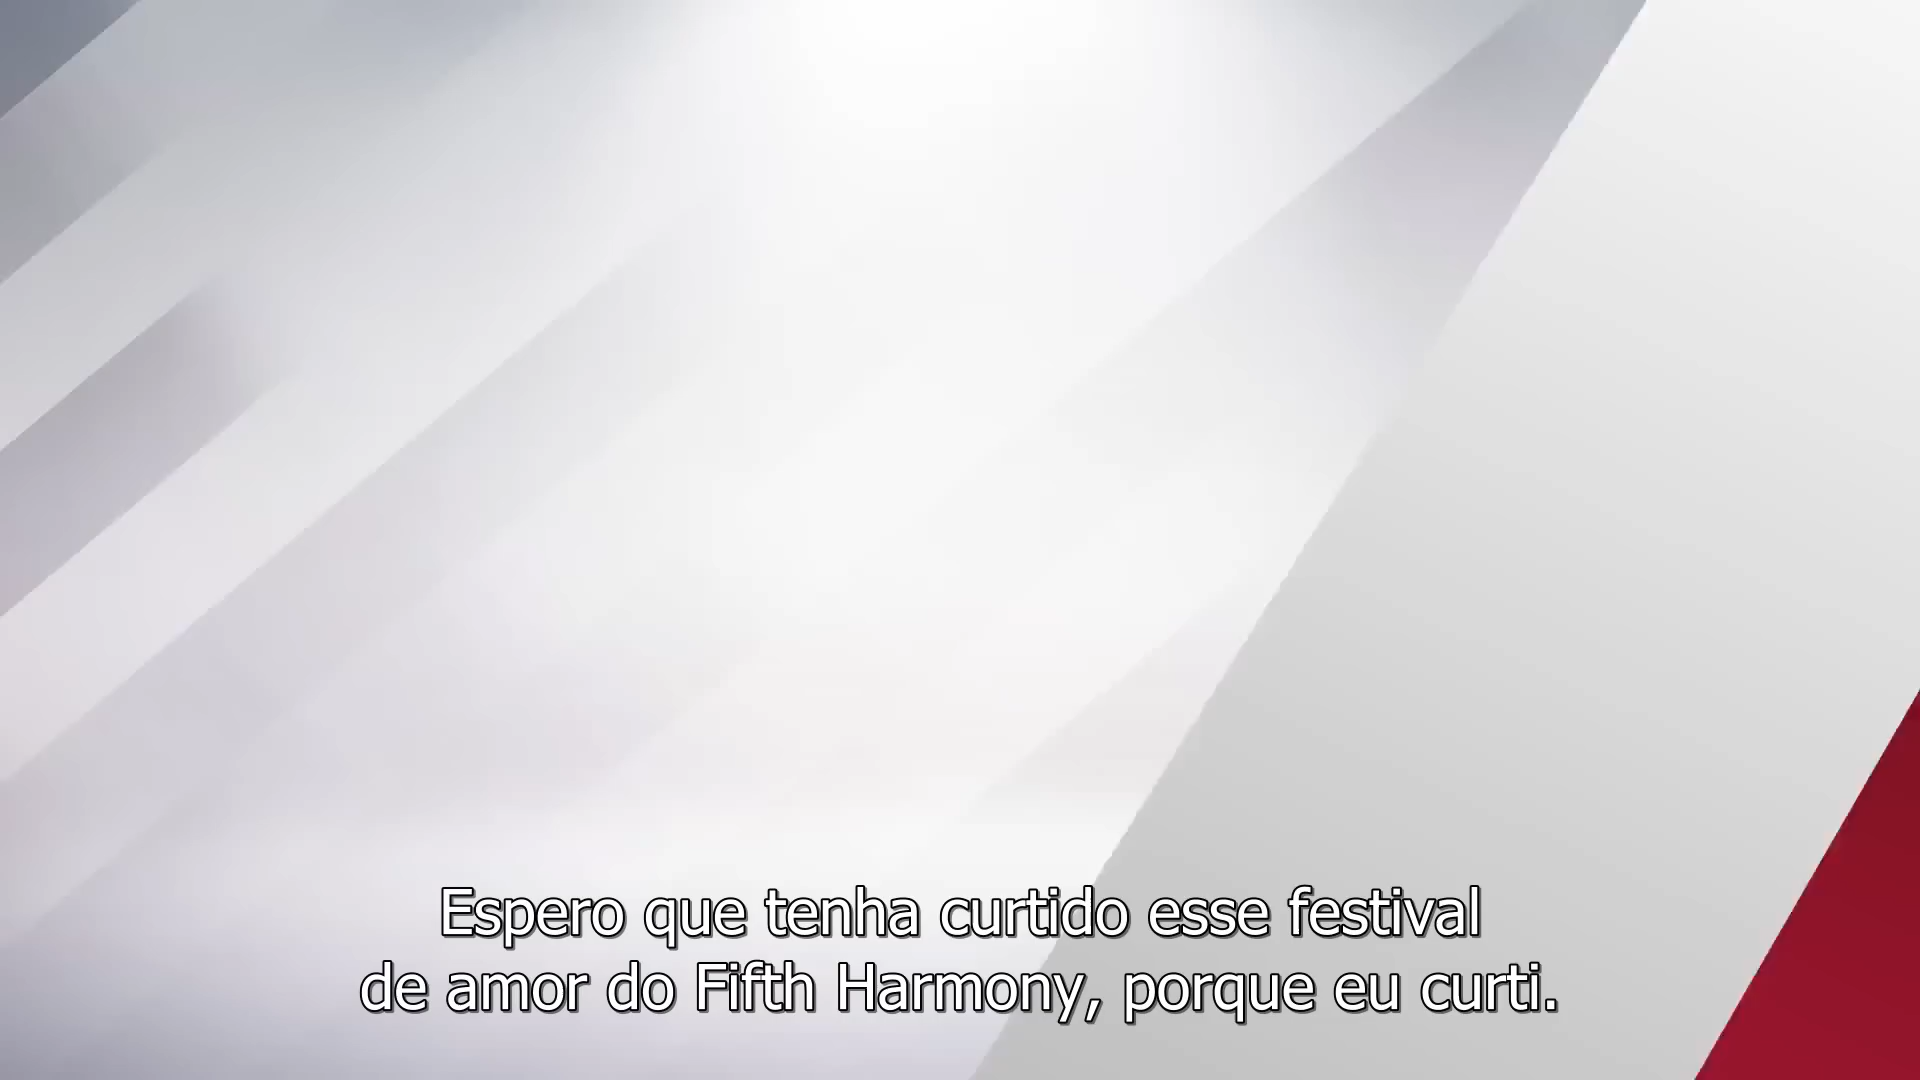 Espero que tenha curtido esse festival
de amor do Fifth Harmony, porque eu curti.